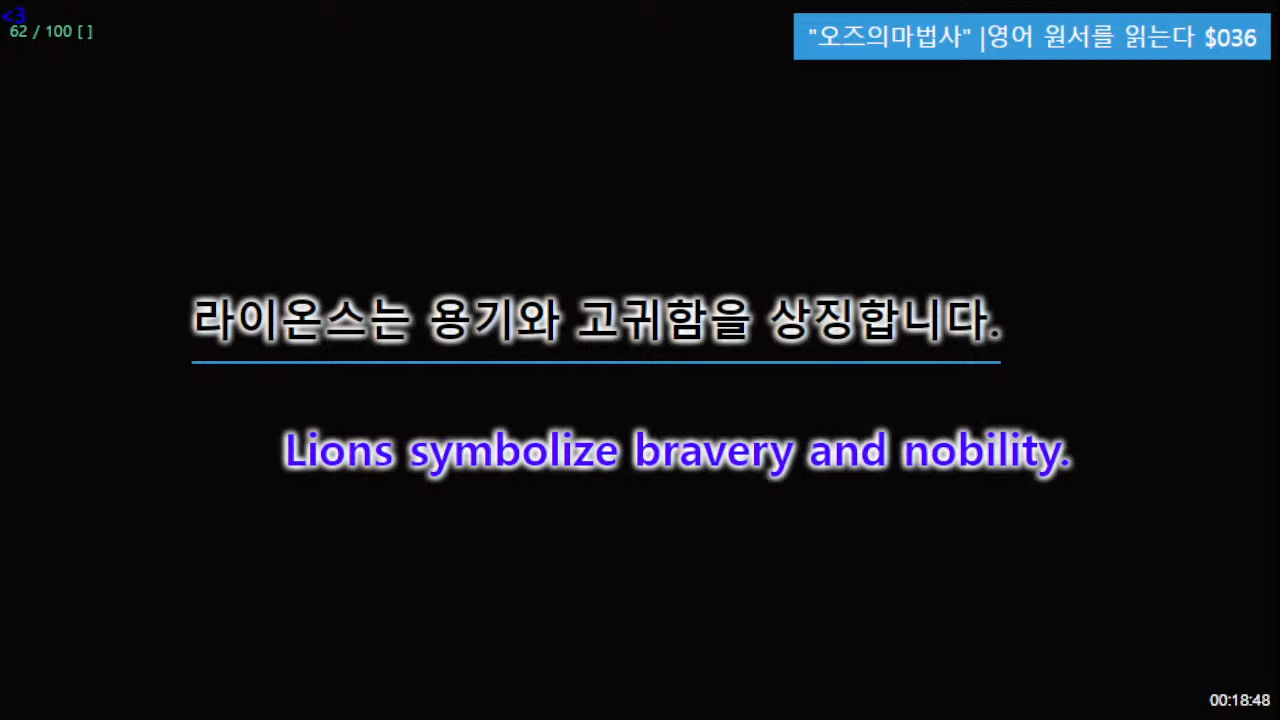 <3
62 / 100 [ ]
"오즈의마법사" |영어 원서를 읽는다 $036
라이온스는 용기와 고귀함을 상징합니다.
Lions symbolize bravery and nobility.
00:18:48